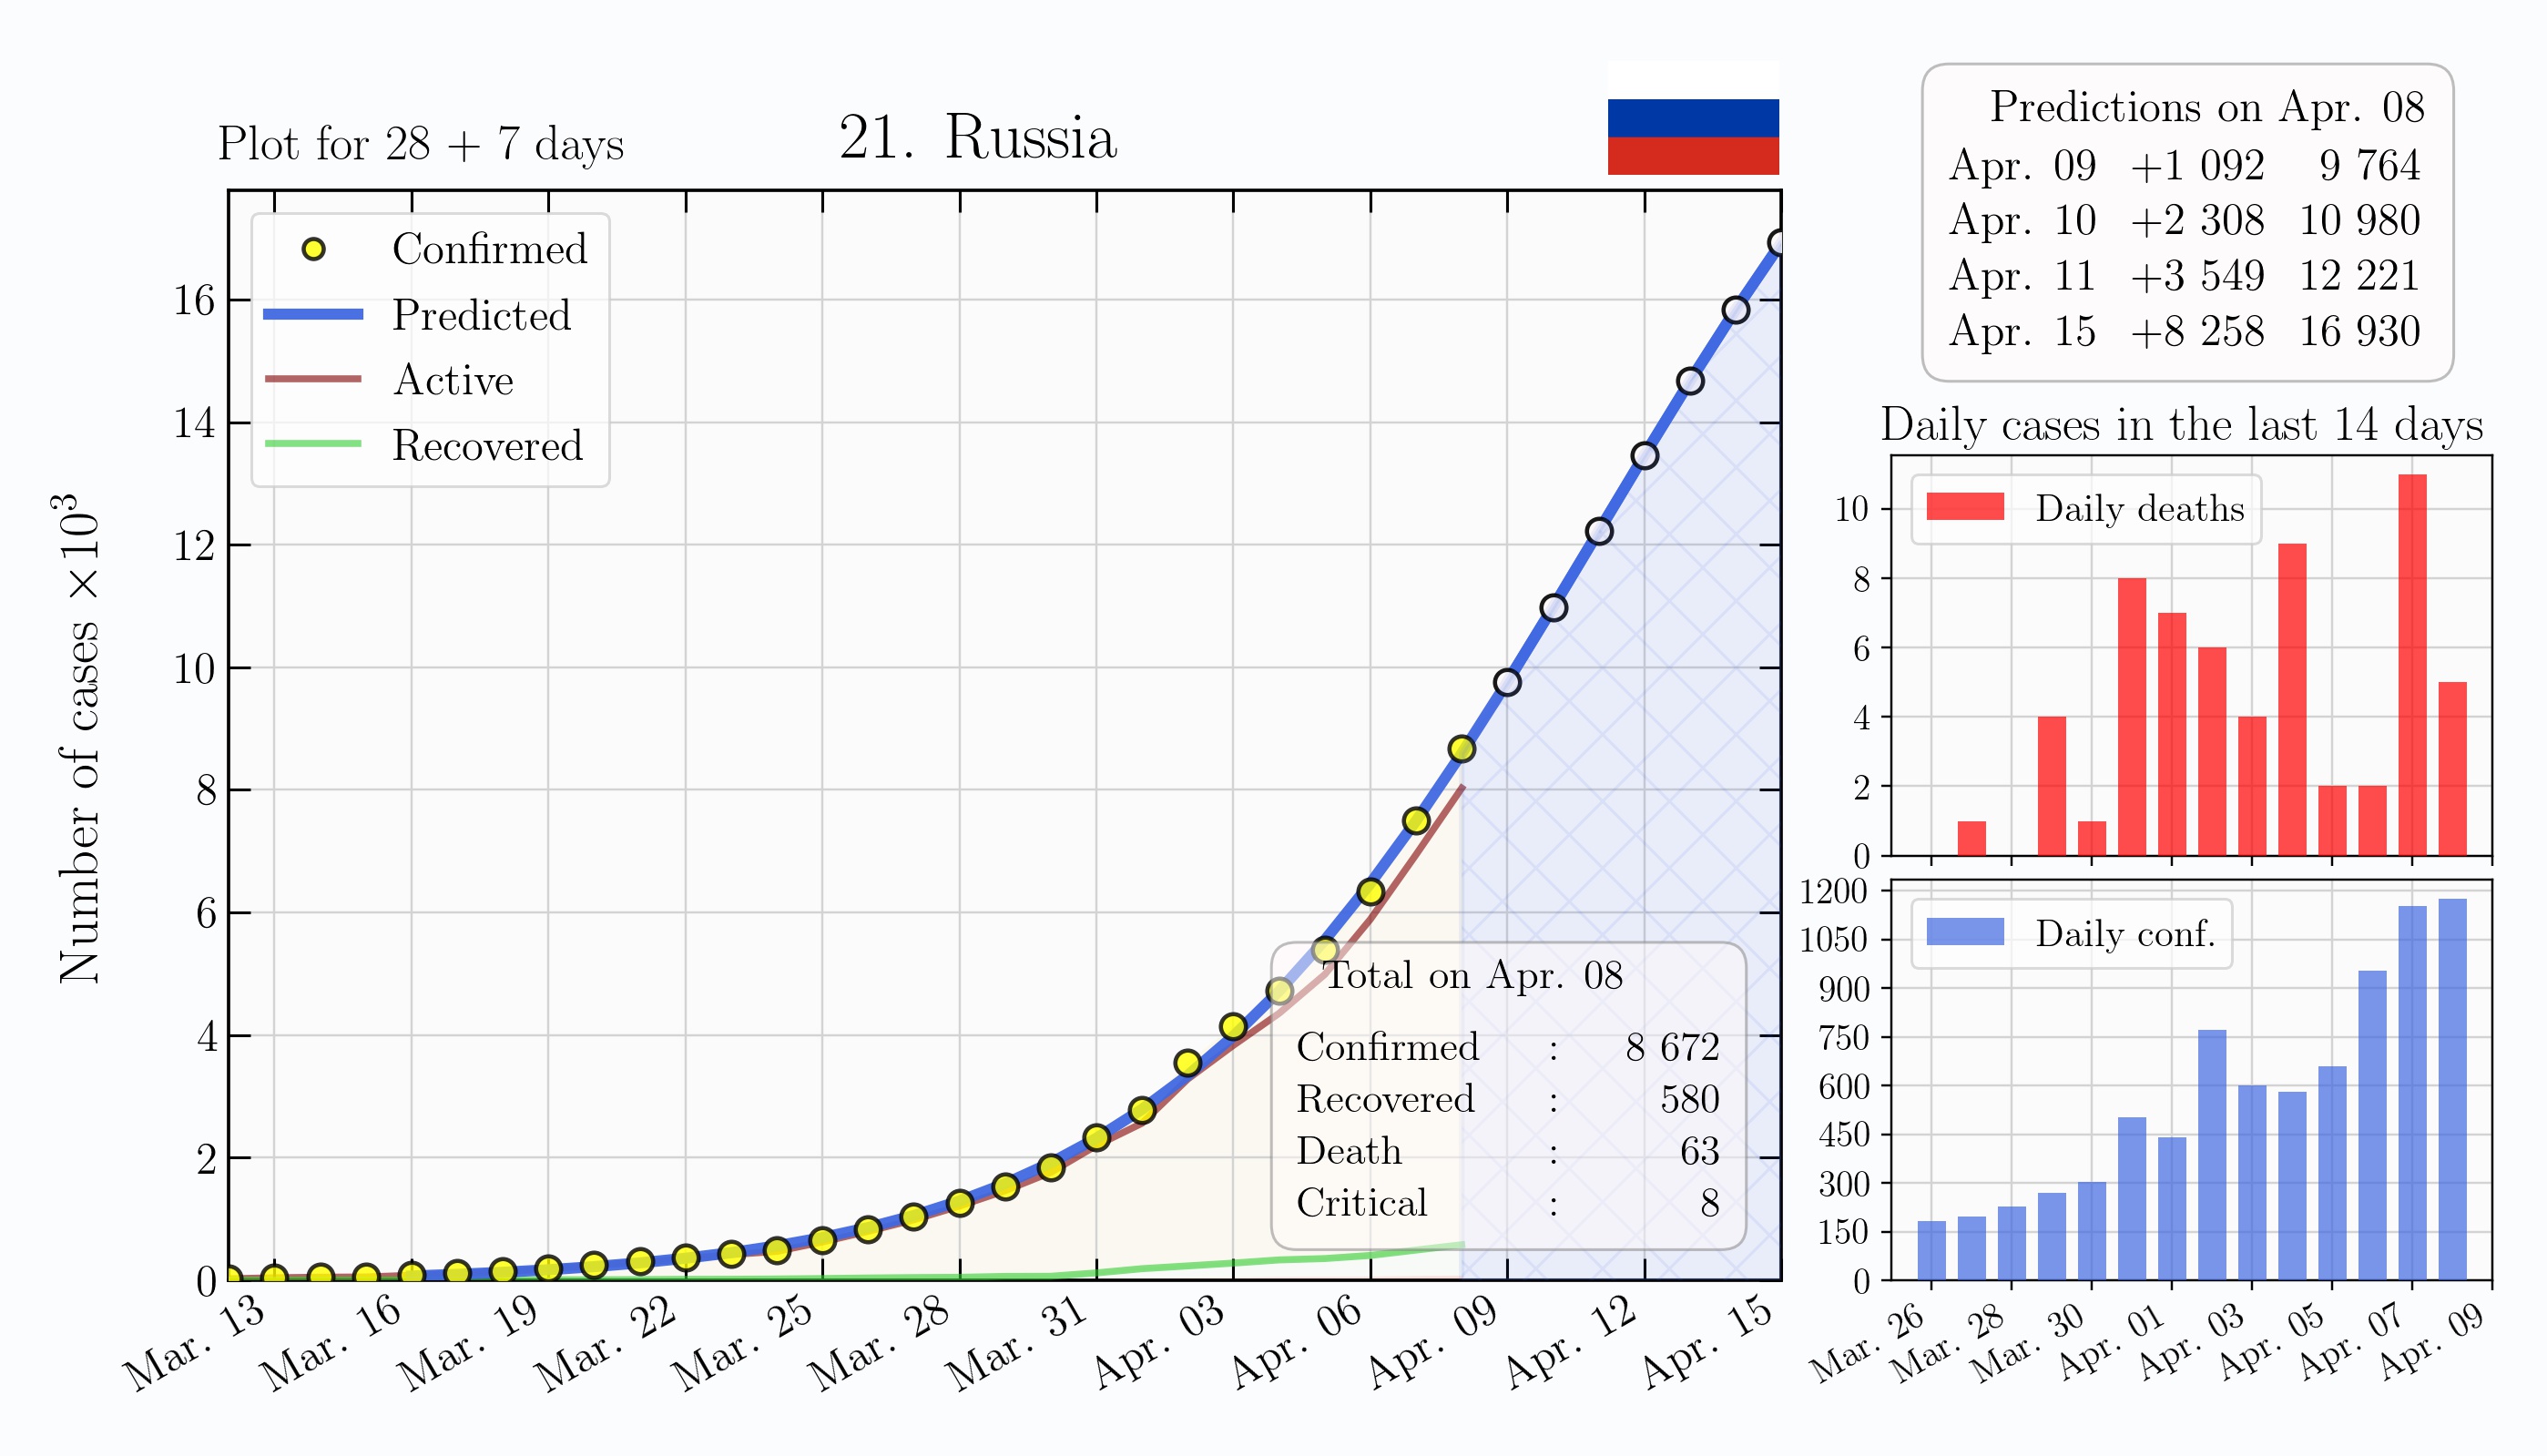 Plot for 28 + 7 days
21. Russia
Confirmed
Predicted
Active
Recovered
Number of cases ×10³
16
14
12
10
8
6
4
2
0
Mar. 13
Mar. 16
Mar. 19
Mar. 22
Mar. 25
Mar. 28
Mar. 31
Apr. 03
Apr. 06
Apr. 09
Apr. 12
Apr. 15
Total on Apr. 08
Confirmed : 8 672
Recovered : 580
Death : 63
Critical : 8
Predictions on Apr. 08
Apr. 09 +1 092 9 764
Apr. 10 +2 308 10 980
Apr. 11 +3 549 12 221
Apr. 15 +8 258 16 930
Daily cases in the last 14 days
Daily deaths
10
8
6
4
2
0
Daily conf.
1200
1050
900
750
600
450
300
150
0
Mar. 26
Mar. 28
Mar. 30
Apr. 01
Apr. 03
Apr. 05
Apr. 07
Apr. 09